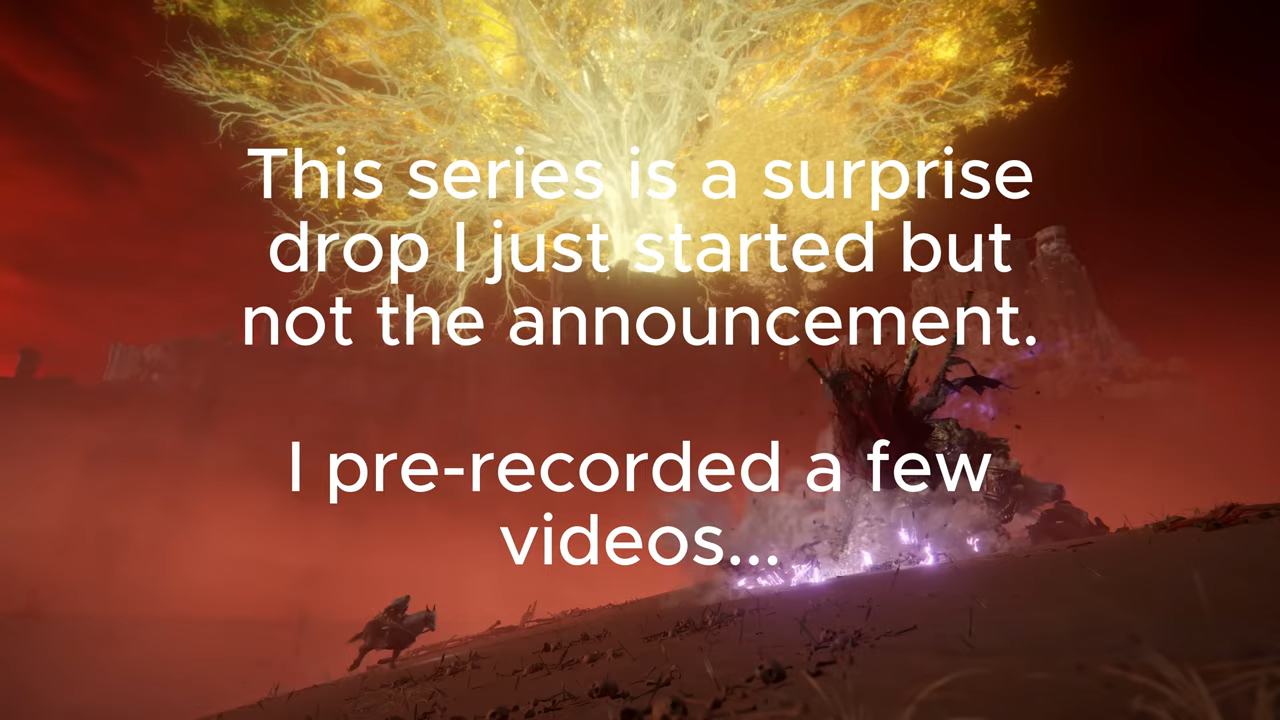 This series is a surprise
drop I just started but
not the announcement.
I pre-recorded a few
videos...